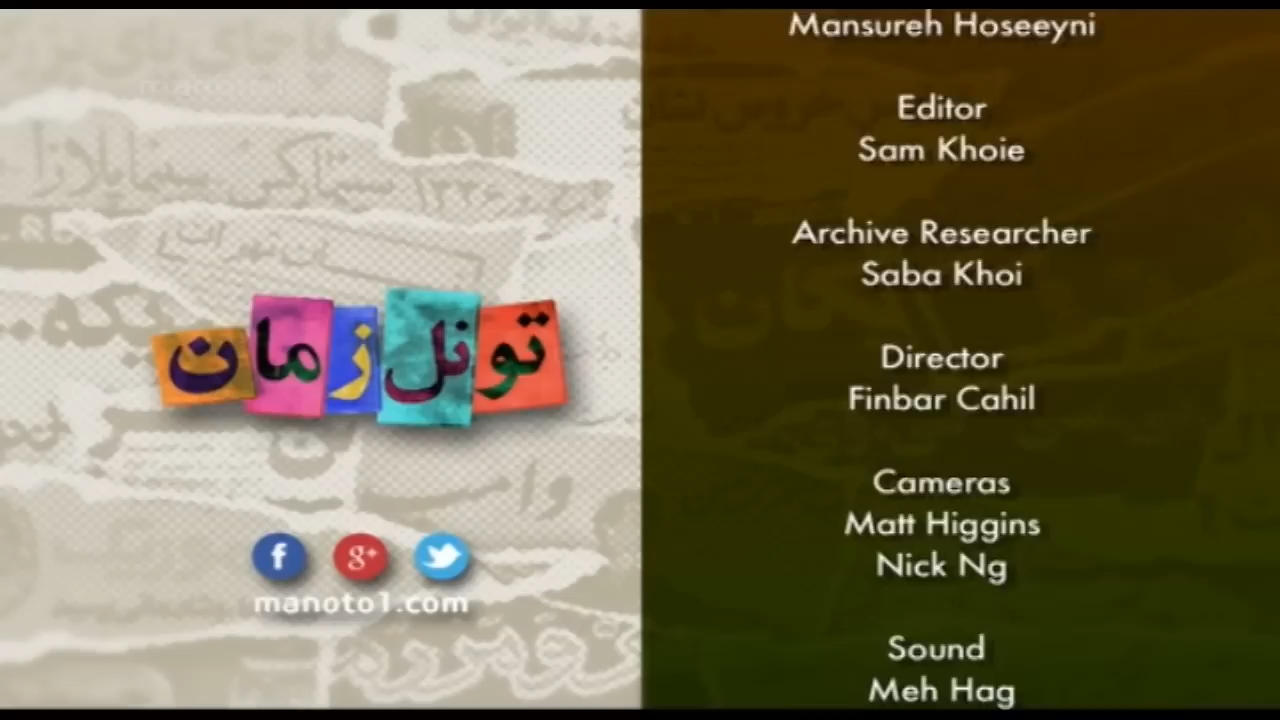 تونل زمان
manoto1.com
Mansureh Hoseeyni
Editor
Sam Khoie
Archive Researcher
Saba Khoi
Director
Finbar Cahil
Cameras
Matt Higgins
Nick Ng
Sound
Meh Hag